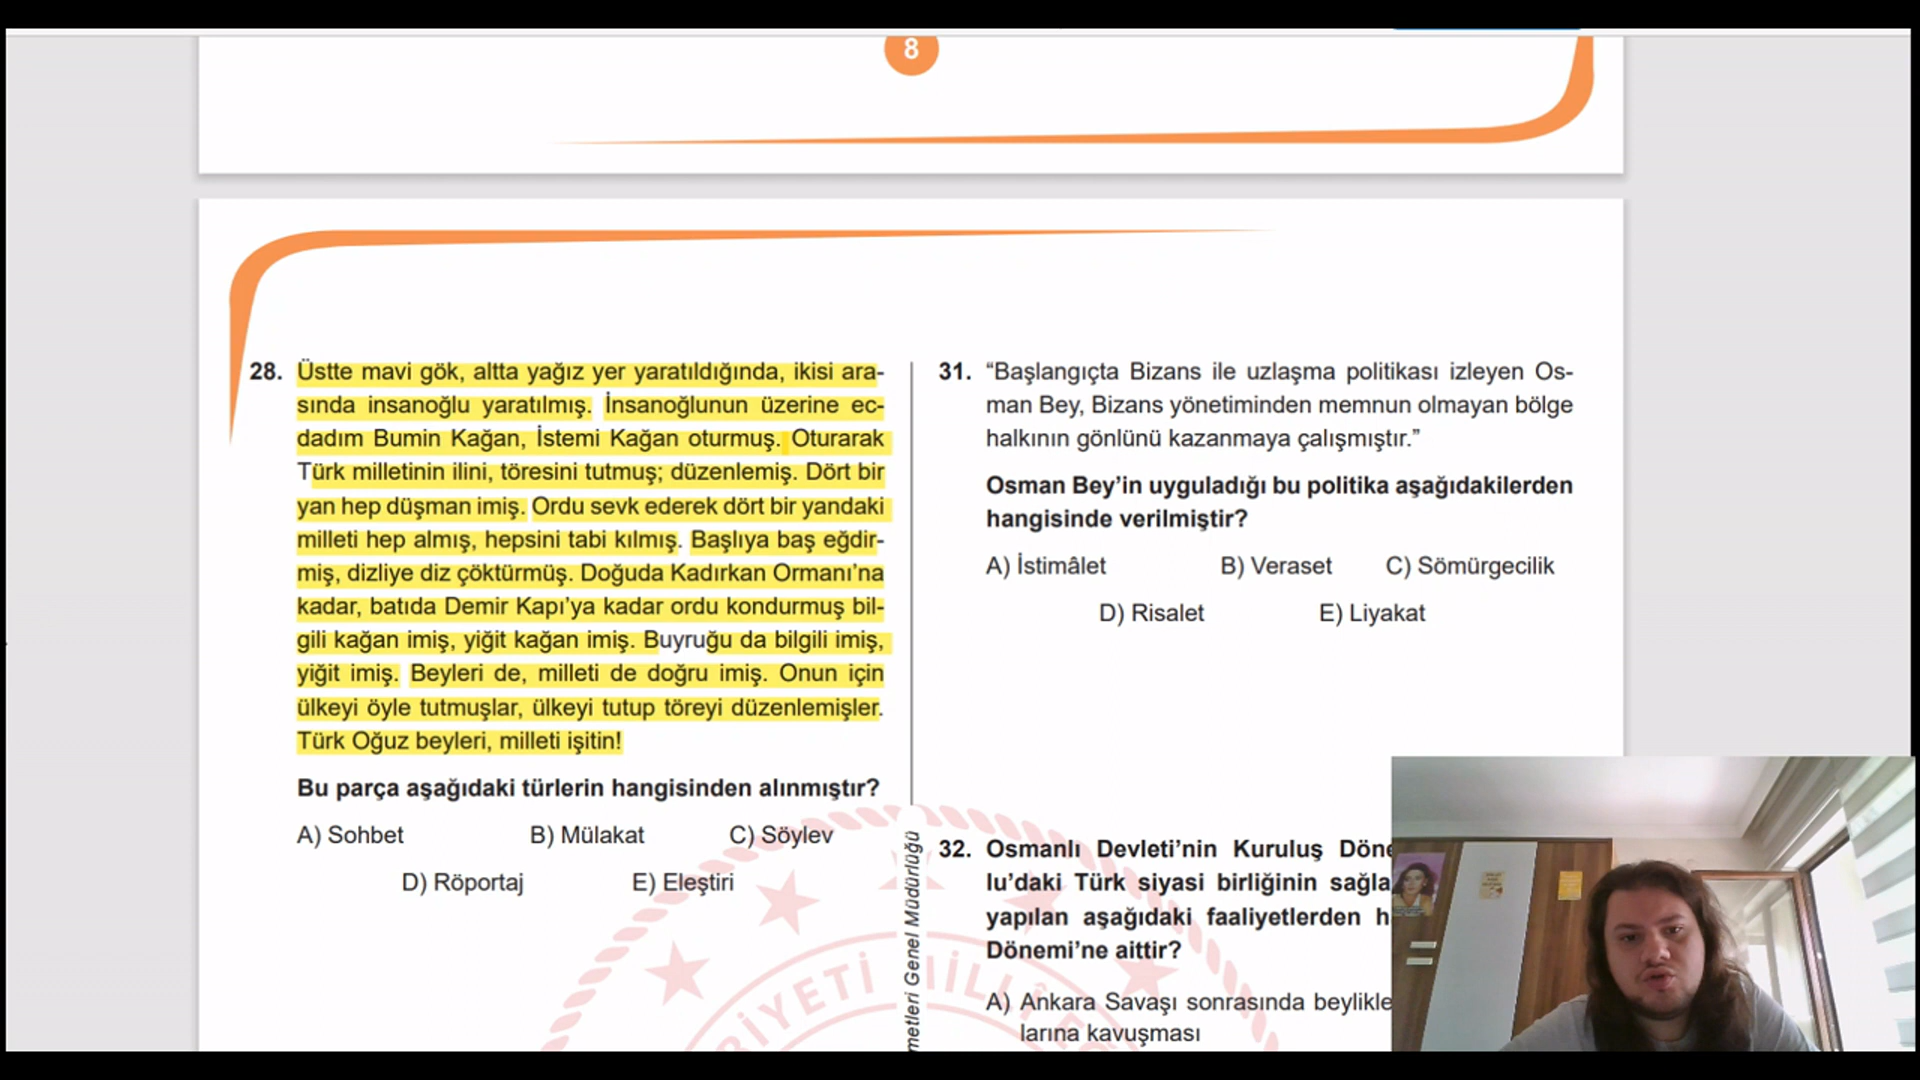 8
28. Üstte mavi gök, altta yağız yer yaratıldığında, ikisi ara-
sında insanoğlu yaratılmış. İnsanoğlunun üzerine ec-
dadım Bumin Kağan, İstemi Kağan oturmuş. Oturarak
Türk milletinin ilini, töresini tutmuş; düzenlemiş. Dört bir
yan hep düşman imiş. Ordu sevk ederek dört bir yandaki
milleti hep almış, hepsini tabi kılmış. Başlıya baş eğdir-
miş, dizliye diz çöktürmüş. Doğuda Kadırkan Ormanı’na
kadar, batıda Demir Kapı’ya kadar ordu kondurmuş bil-
gili kağan imiş, yiğit kağan imiş. Buyruğu da bilgili imiş,
yiğit imiş. Beyleri de, milleti de doğru imiş. Onun için
ülkeyi öyle tutmuşlar, ülkeyi tutup töreyi düzenlemişler.
Türk Oğuz beyleri, milleti işitin!
Bu parça aşağıdaki türlerin hangisinden alınmıştır?
A) Sohbet B) Mülakat C) Söylev
D) Röportaj E) Eleştiri
31. “Başlangıçta Bizans ile uzlaşma politikası izleyen Os-
man Bey, Bizans yönetiminden memnun olmayan bölge
halkının gönlünü kazanmaya çalışmıştır.”
Osman Bey’in uyguladığı bu politika aşağıdakilerden
hangisinde verilmiştir?
A) İstimâlet B) Veraset C) Sömürgecilik
D) Risalet E) Liyakat
32. Osmanlı Devleti’nin Kuruluş Döne
lu’daki Türk siyasi birliğinin sağla
yapılan aşağıdaki faaliyetlerden h
Dönemi’ne aittir?
A) Ankara Savaşı sonrasında beylikle
larına kavuşması
metleri Genel Müdürlüğü
RİYETİ MİLLÎ